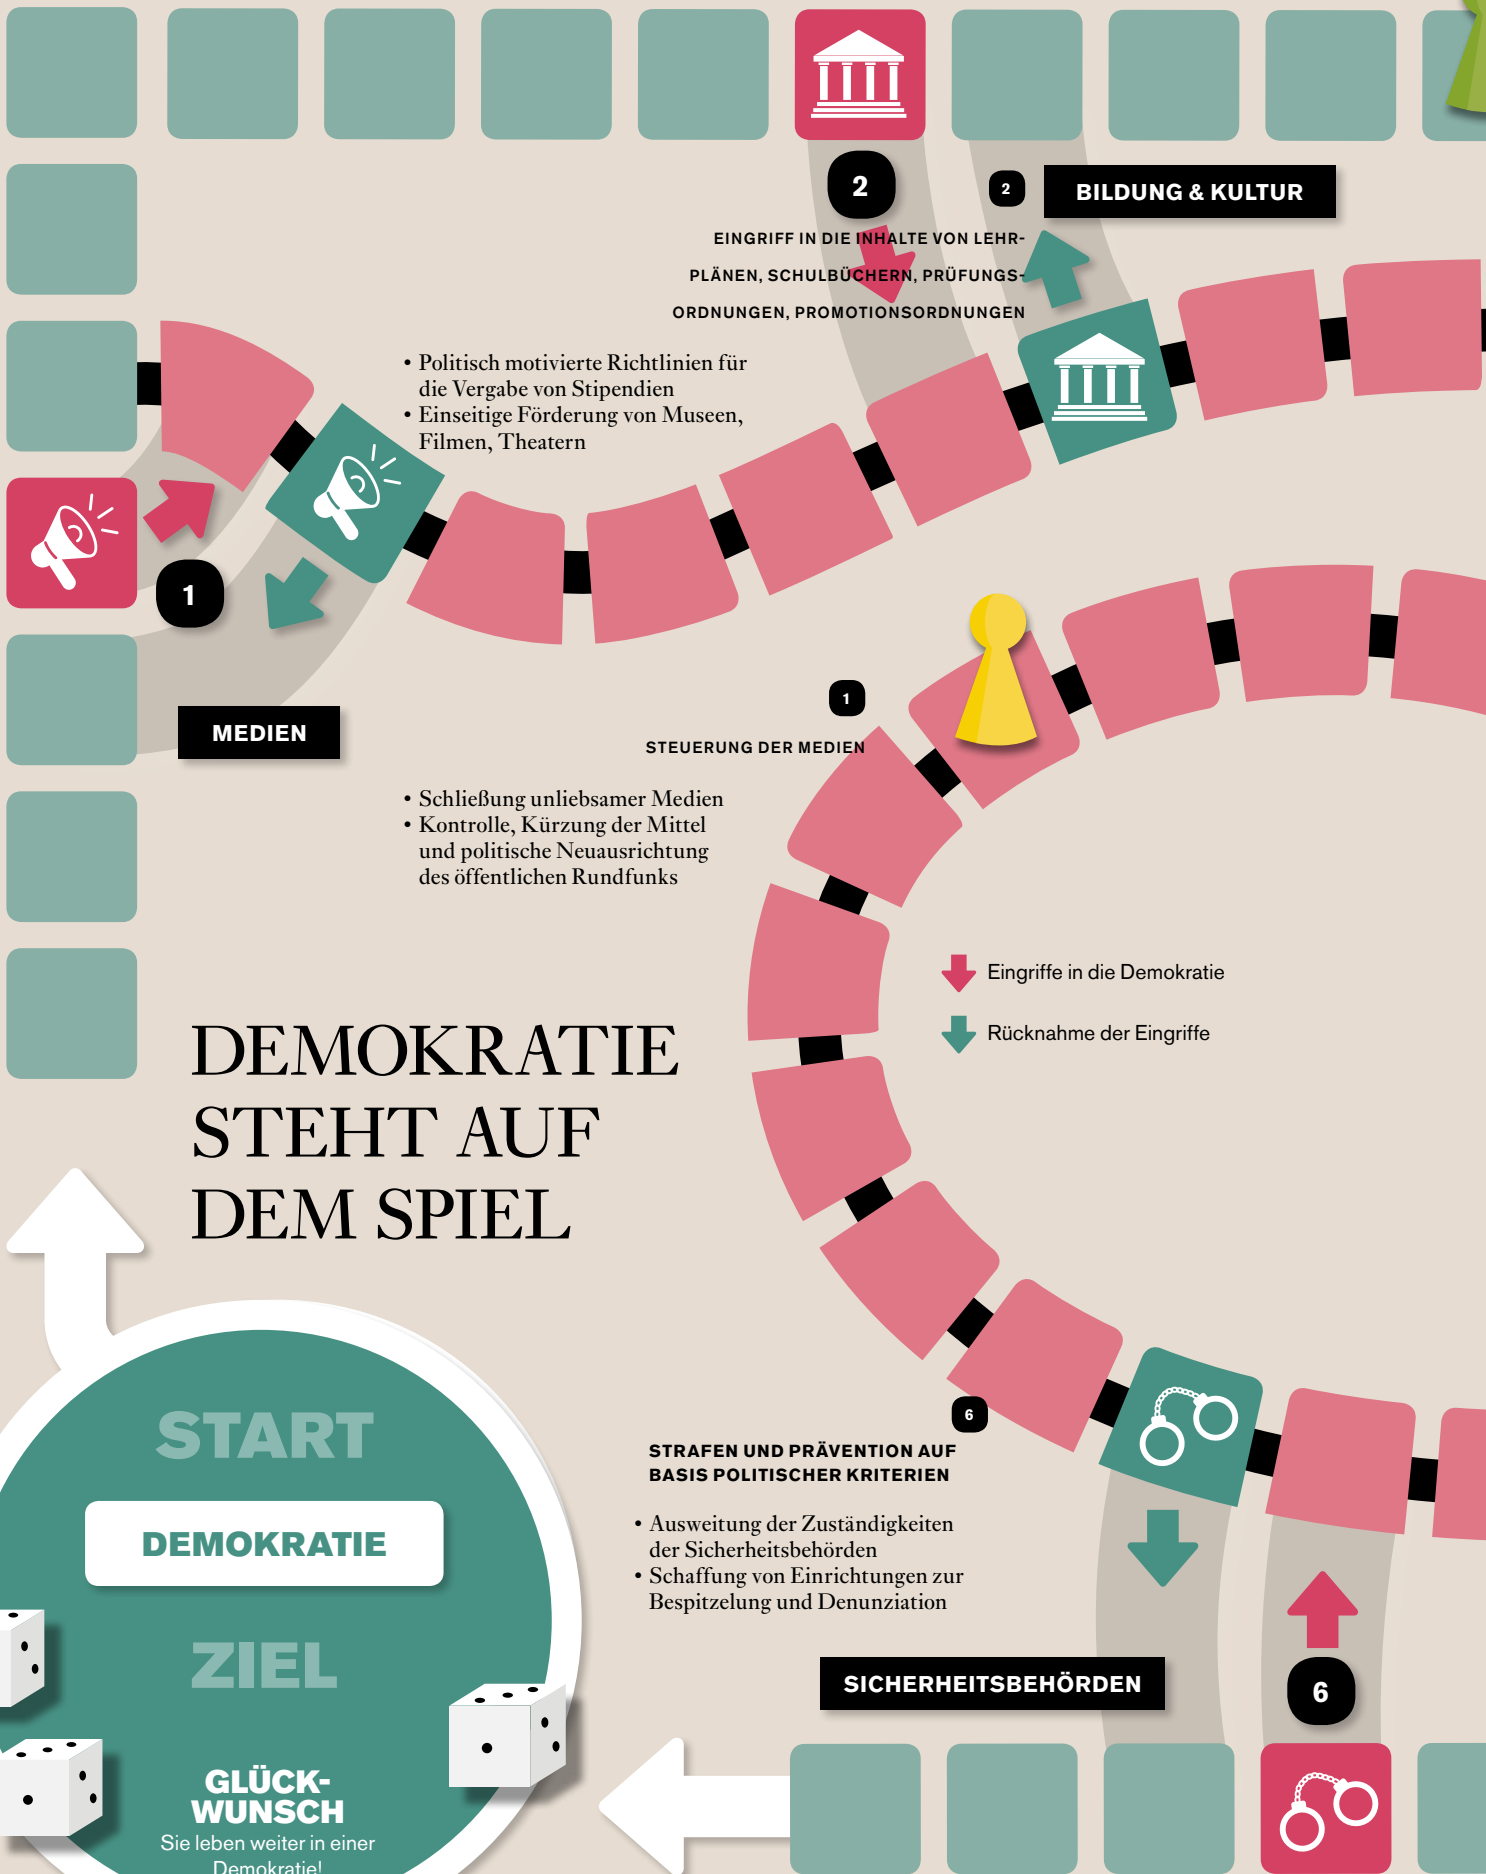 2
2
BILDUNG & KULTUR
EINGRIFF IN DIE INHALTE VON LEHR-
PLÄNEN, SCHULBÜCHERN, PRÜFUNGS-
ORDNUNGEN, PROMOTIONSORDNUNGEN
• Politisch motivierte Richtlinien für
die Vergabe von Stipendien
• Einseitige Förderung von Museen,
Filmen, Theatern
1
MEDIEN
1
STEUERUNG DER MEDIEN
• Schließung unliebsamer Medien
• Kontrolle, Kürzung der Mittel
und politische Neuausrichtung
des öffentlichen Rundfunks
Eingriffe in die Demokratie
Rücknahme der Eingriffe
DEMOKRATIE
STEHT AUF
DEM SPIEL
6
STRAFEN UND PRÄVENTION AUF
BASIS POLITISCHER KRITERIEN
• Ausweitung der Zuständigkeiten
der Sicherheitsbehörden
• Schaffung von Einrichtungen zur
Bespitzelung und Denunziation
SICHERHEITSBEHÖRDEN
6
START
DEMOKRATIE
ZIEL
GLÜCK-
WUNSCH
Sie leben weiter in einer
Demokratie!